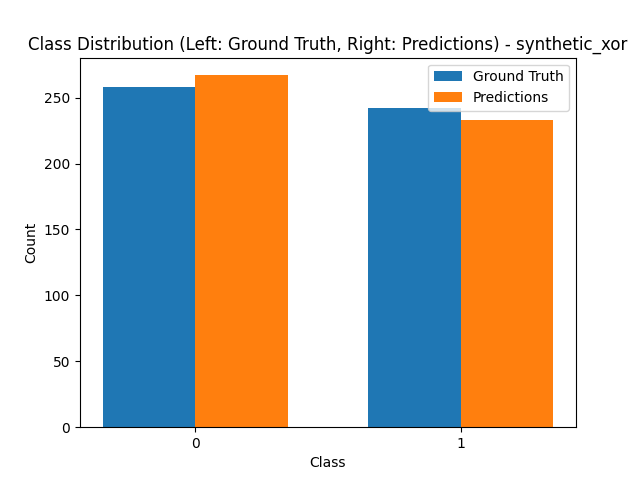 Class Distribution (Left: Ground Truth, Right: Predictions) - synthetic_xor
Ground Truth
Predictions
Count
250
200
150
100
50
0
0 1
Class